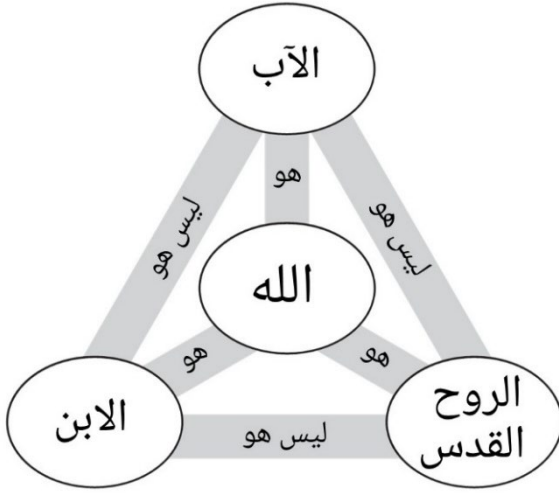 الآب
هو
ليس هو
ليس هو
الله
هو
هو
الروح
القدس
الابن
ليس هو